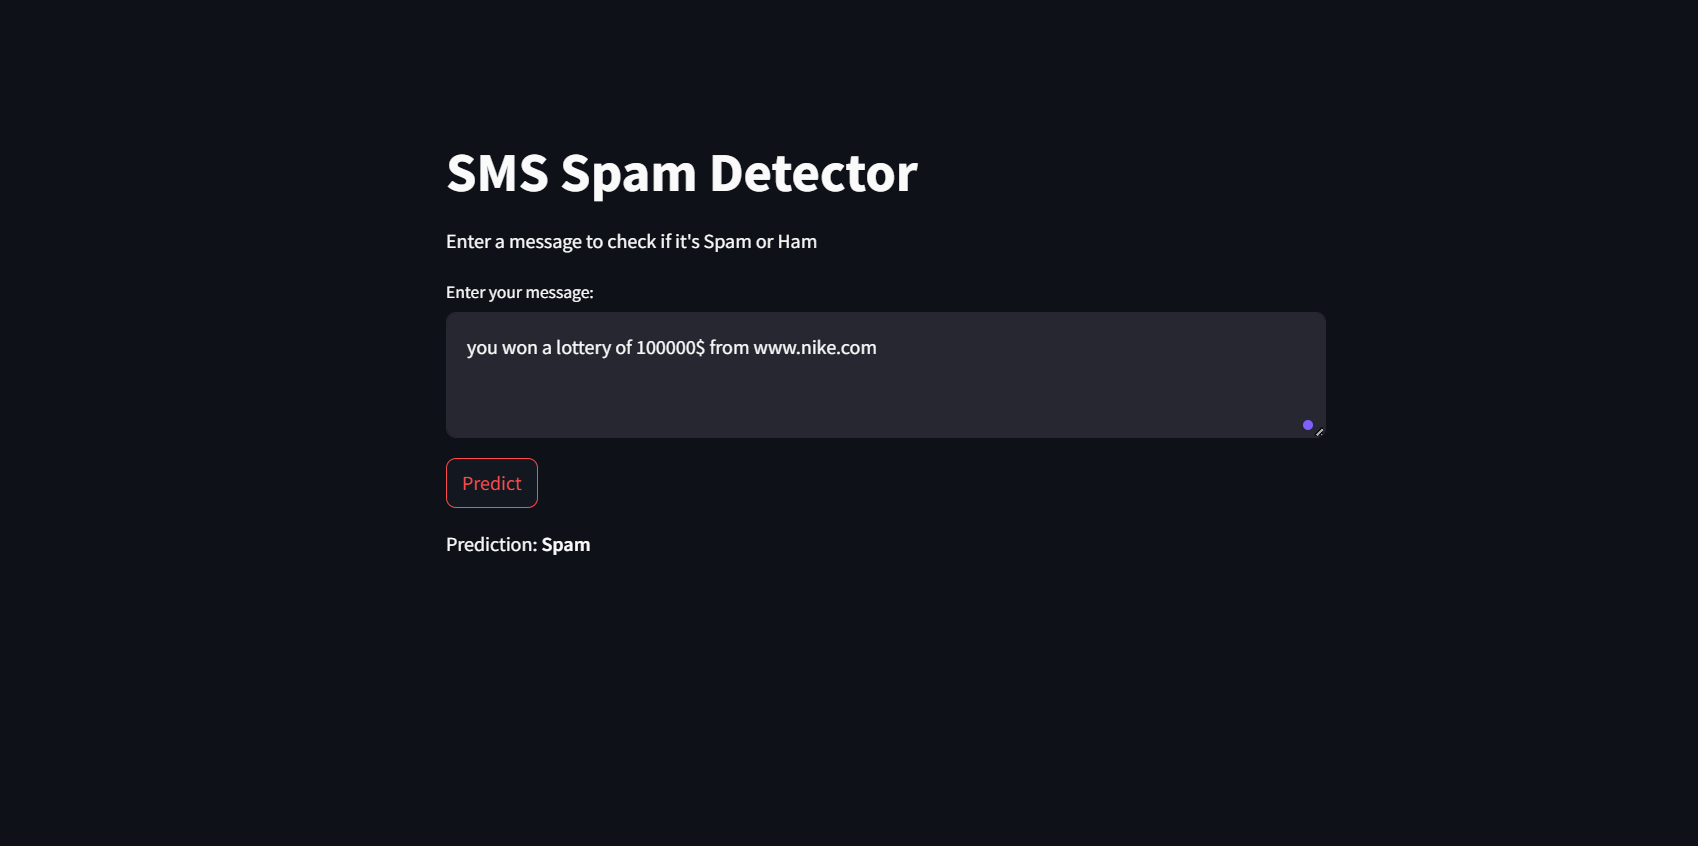 SMS Spam Detector
Enter a message to check if it's Spam or Ham
Enter your message:
you won a lottery of 100000$ from www.nike.com
Predict
Prediction: Spam